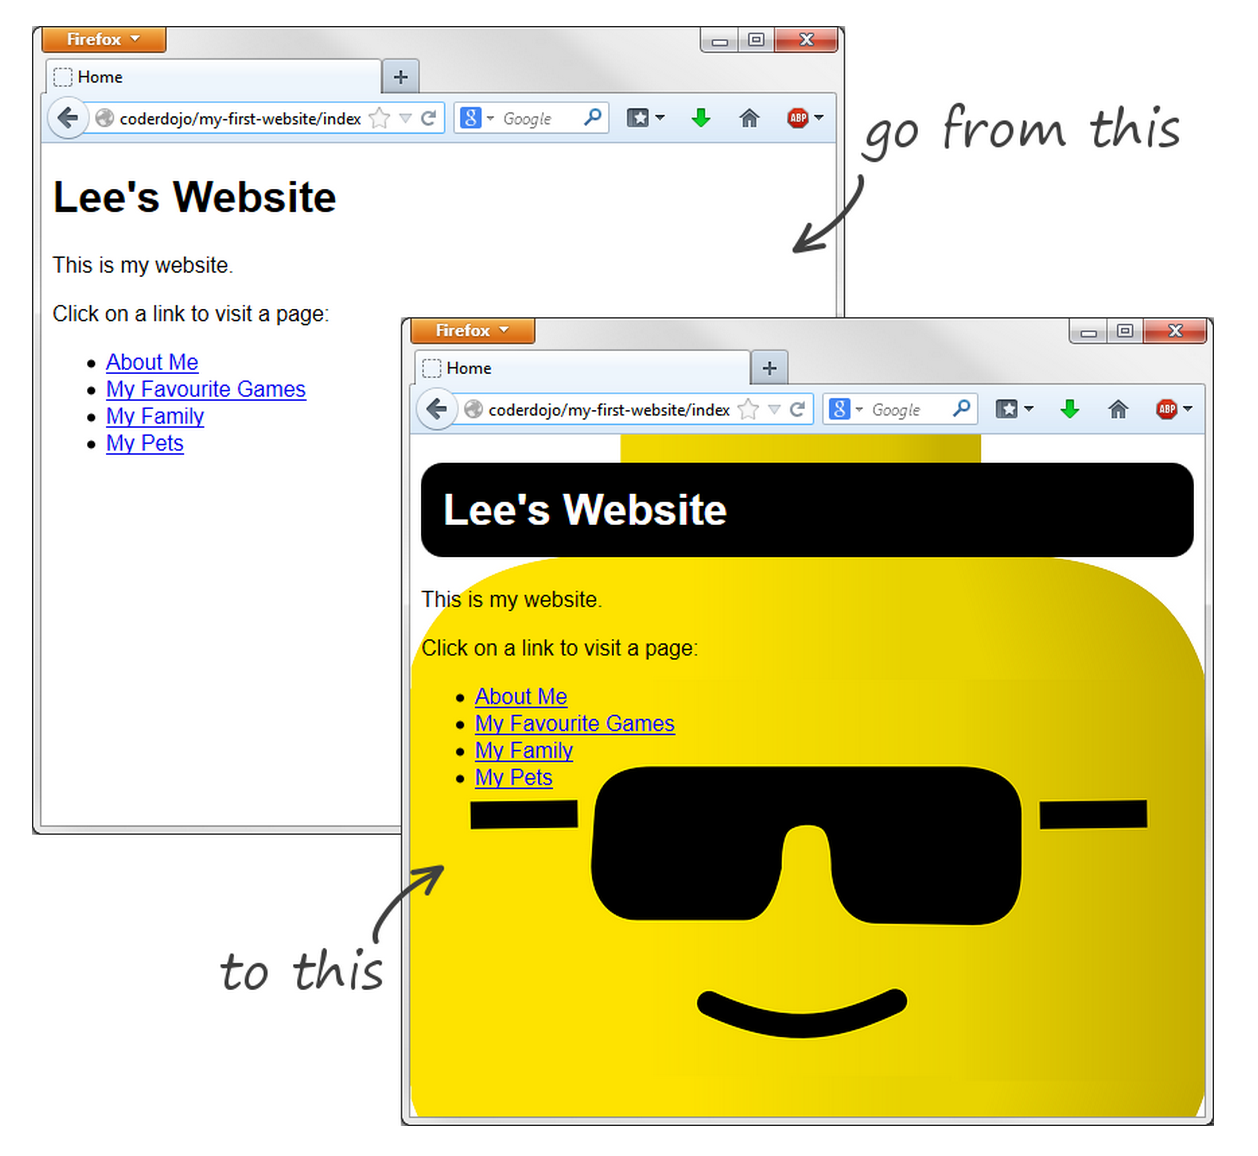 Firefox
Home
coderdojo/my-first-website/index
8
Google
ABP
go from this
Lee's Website
This is my website.
Click on a link to visit a page:
About Me
My Favourite Games
My Family
My Pets
Firefox
Home
coderdojo/my-first-website/index
8
Google
ABP
Lee's Website
This is my website.
Click on a link to visit a page:
About Me
My Favourite Games
My Family
My Pets
to this